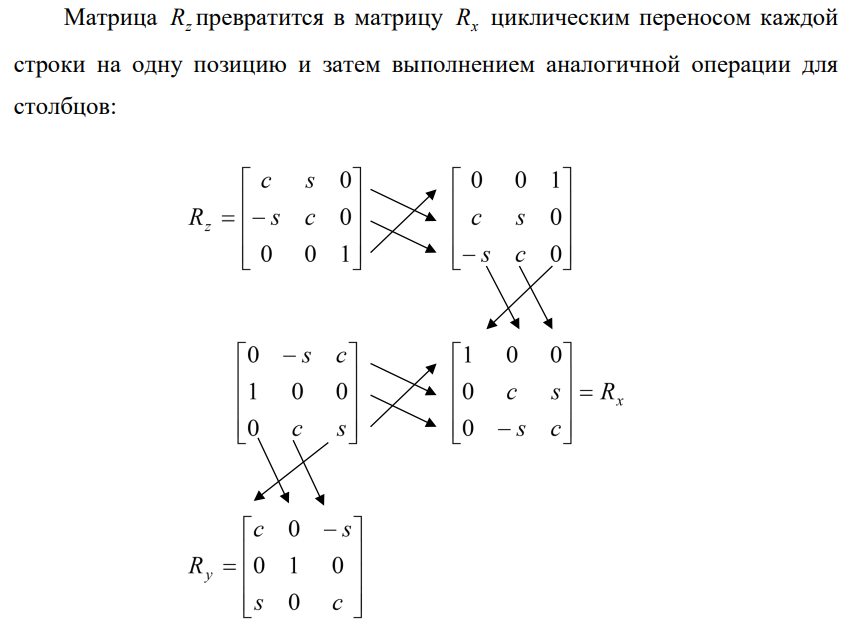 Матрица R_z превратится в матрицу R_x циклическим переносом каждой
строки на одну позицию и затем выполнением аналогичной операции для
столбцов:
c s 0 0 0 1
R_z = − s c 0 c s 0
0 0 1 − s c 0
0 − s c 1 0 0
1 0 0 0 c s = R_x
0 c s 0 − s c
c 0 − s
R_y = 0 1 0
s 0 c